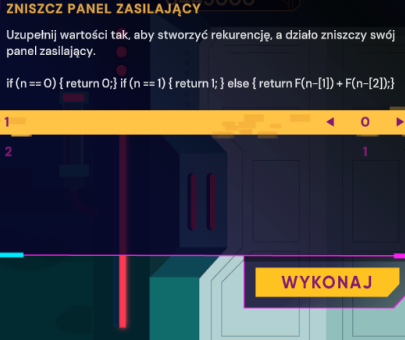 ZNISZCZ PANEL ZASILAJĄCY
Uzupełnij wartości tak, aby stworzyć rekurencję, a działo zniszczy swój
panel zasilający.
if (n == 0) { return 0;} if (n == 1) { return 1; } else { return F(n-[1]) + F(n-[2]);}
1 0
2 1
WYKONAJ